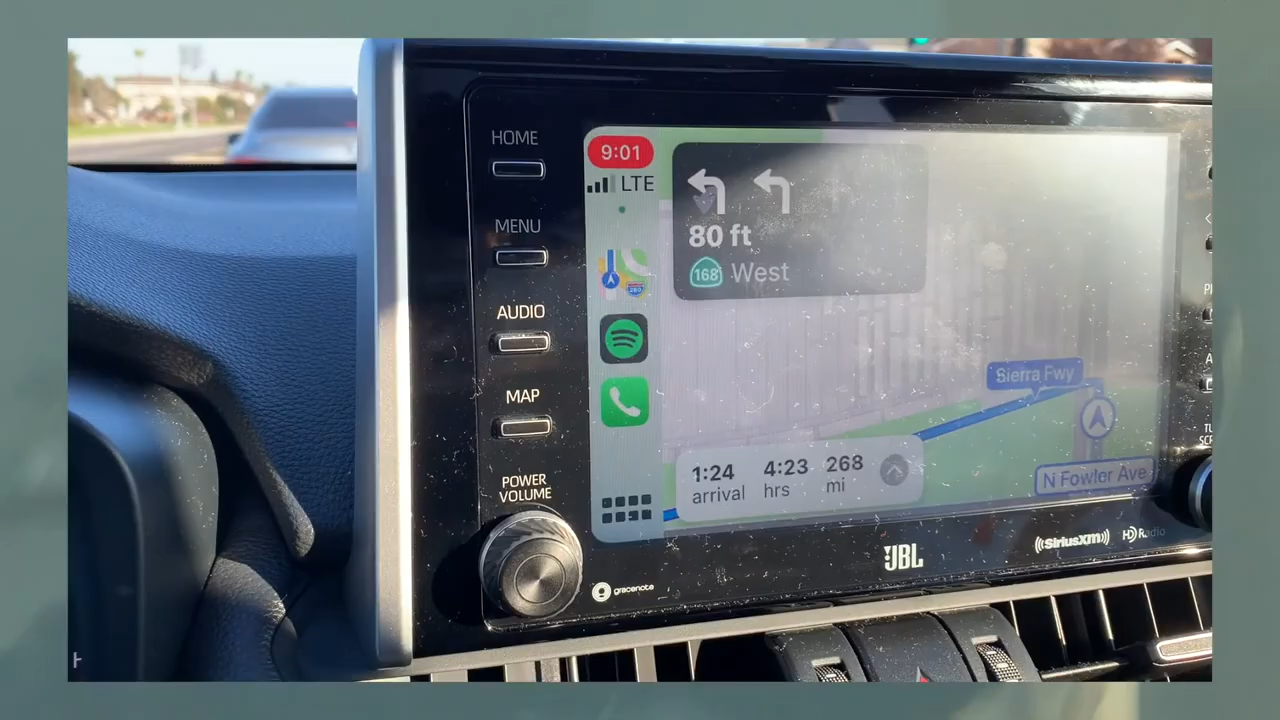 HOME
MENU
AUDIO
MAP
POWER
VOLUME
9:01
LTE
280
80 ft
168 West
Sierra Fwy
N Fowler Ave
1:24 4:23 268
arrival hrs mi
gracenote
JBL
((SiriusXM))
HD Radio